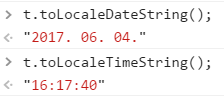 > t.toLocaleDateString();
< "2017. 06. 04."
> t.toLocaleTimeString();
< "16:17:40"